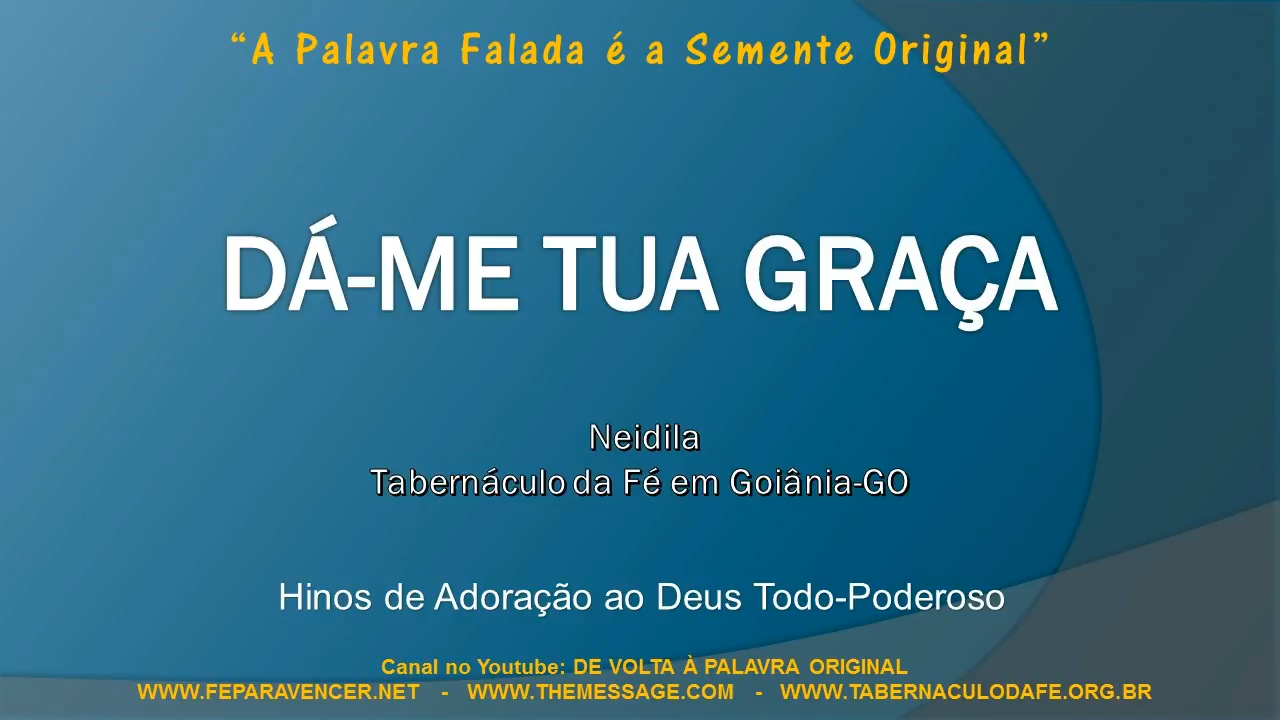 “A Palavra Falada é a Semente Original”
DÁ-ME TUA GRAÇA
Neidila
Tabernáculo da Fé em Goiânia-GO
Hinos de Adoração ao Deus Todo-Poderoso
Canal no Youtube: DE VOLTA À PALAVRA ORIGINAL
WWW.FEPARAVENCER.NET - WWW.THEMESSAGE.COM - WWW.TABERNACULODAFE.ORG.BR